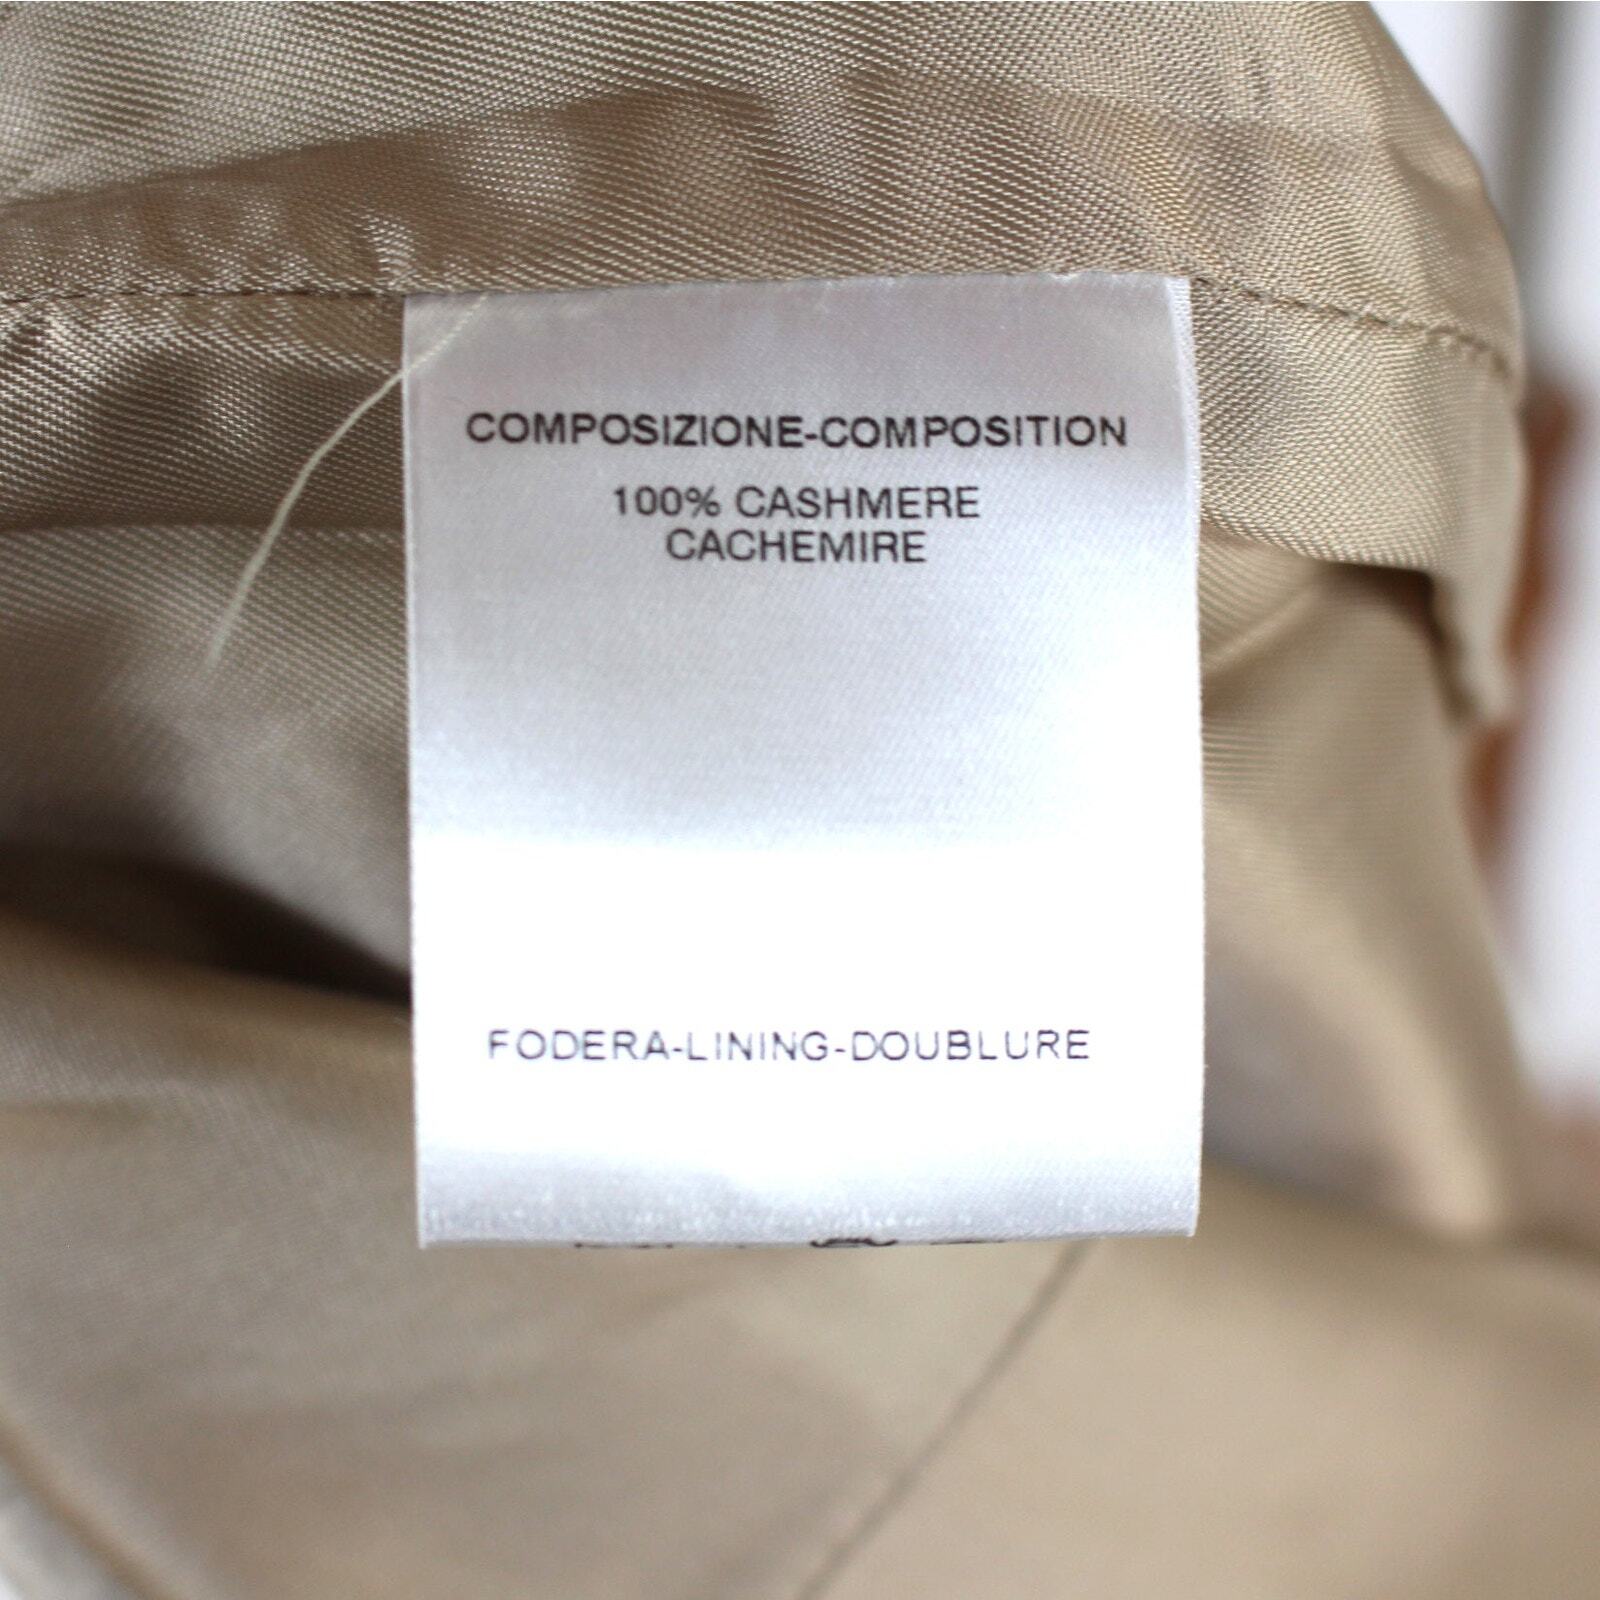 COMPOSIZIONE-COMPOSITION
100% CASHMERE
CACHEMIRE
FODERA-LINING-DOUBLURE